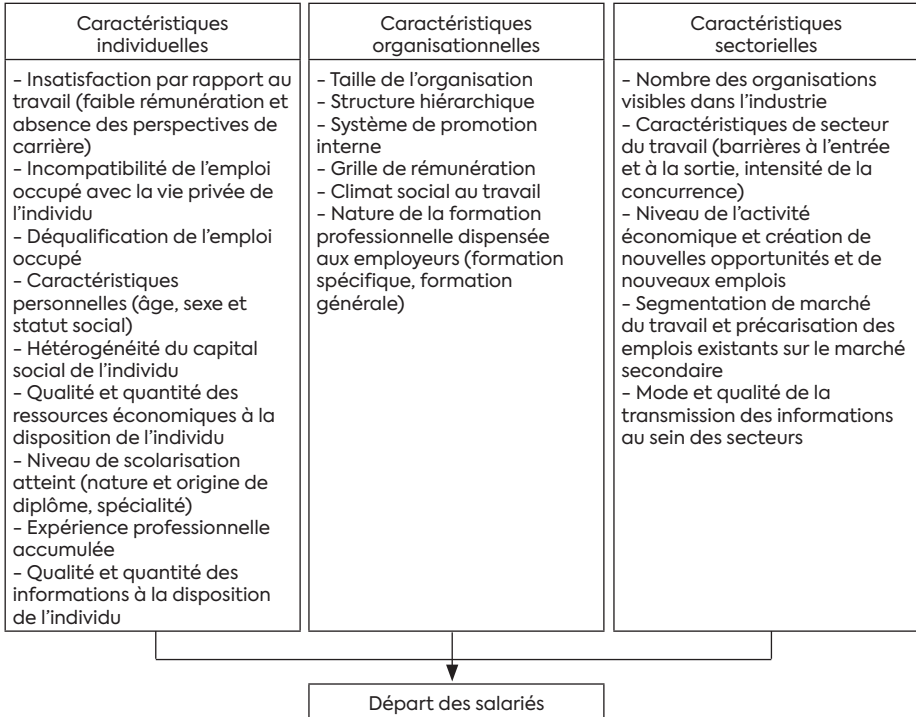 Caractéristiques
individuelles
- Insatisfaction par rapport au
travail (faible rémunération et
absence des perspectives de
carrière)
- Incompatibilité de l'emploi
occupé avec la vie privée de
l'individu
- Déqualification de l'emploi
occupé
- Caractéristiques
personnelles (âge, sexe et
statut social)
- Hétérogénéité du capital
social de l'individu
- Qualité et quantité des
ressources économiques à la
disposition de l'individu
- Niveau de scolarisation
atteint (nature et origine de
diplôme, spécialité)
- Expérience professionnelle
accumulée
- Qualité et quantité des
informations à la disposition
de l'individu
Caractéristiques
organisationnelles
- Taille de l'organisation
- Structure hiérarchique
- Système de promotion
interne
- Grille de rémunération
- Climat social au travail
- Nature de la formation
professionnelle dispensée
aux employeurs (formation
spécifique, formation
générale)
Caractéristiques
sectorielles
- Nombre des organisations
visibles dans l'industrie
- Caractéristiques de secteur
du travail (barrières à l'entrée
et à la sortie, intensité de la
concurrence)
- Niveau de l'activité
économique et création de
nouvelles opportunités et de
nouveaux emplois
- Segmentation de marché
du travail et précarisation des
emplois existants sur le marché
secondaire
- Mode et qualité de la
transmission des informations
au sein des secteurs
Départ des salariés